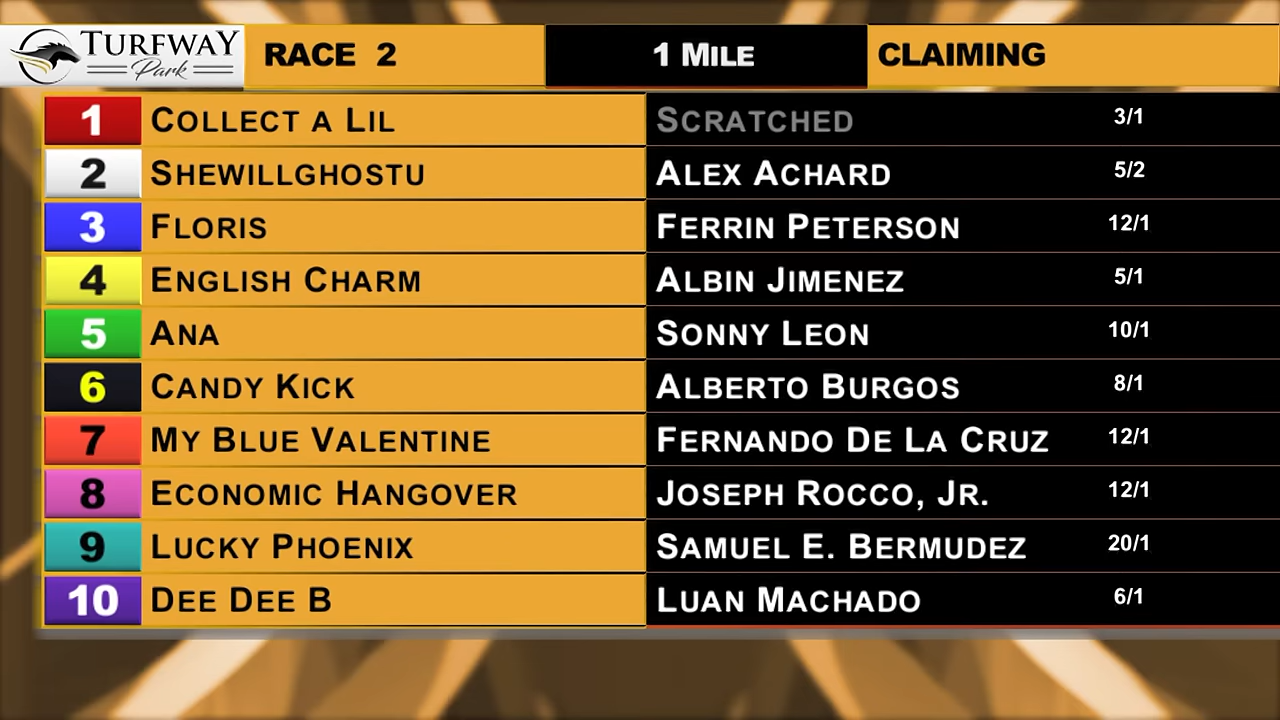 TURFWAY Park RACE 2 1 MILE CLAIMING
1 COLLECT A LIL SCRATCHED 3/1
2 SHEWILLGHOSTU ALEX ACHARD 5/2
3 FLORIS FERRIN PETERSON 12/1
4 ENGLISH CHARM ALBIN JIMENEZ 5/1
5 ANA SONNY LEON 10/1
6 CANDY KICK ALBERTO BURGOS 8/1
7 MY BLUE VALENTINE FERNANDO DE LA CRUZ 12/1
8 ECONOMIC HANGOVER JOSEPH ROCCO, JR. 12/1
9 LUCKY PHOENIX SAMUEL E. BERMUDEZ 20/1
10 DEE DEE B LUAN MACHADO 6/1